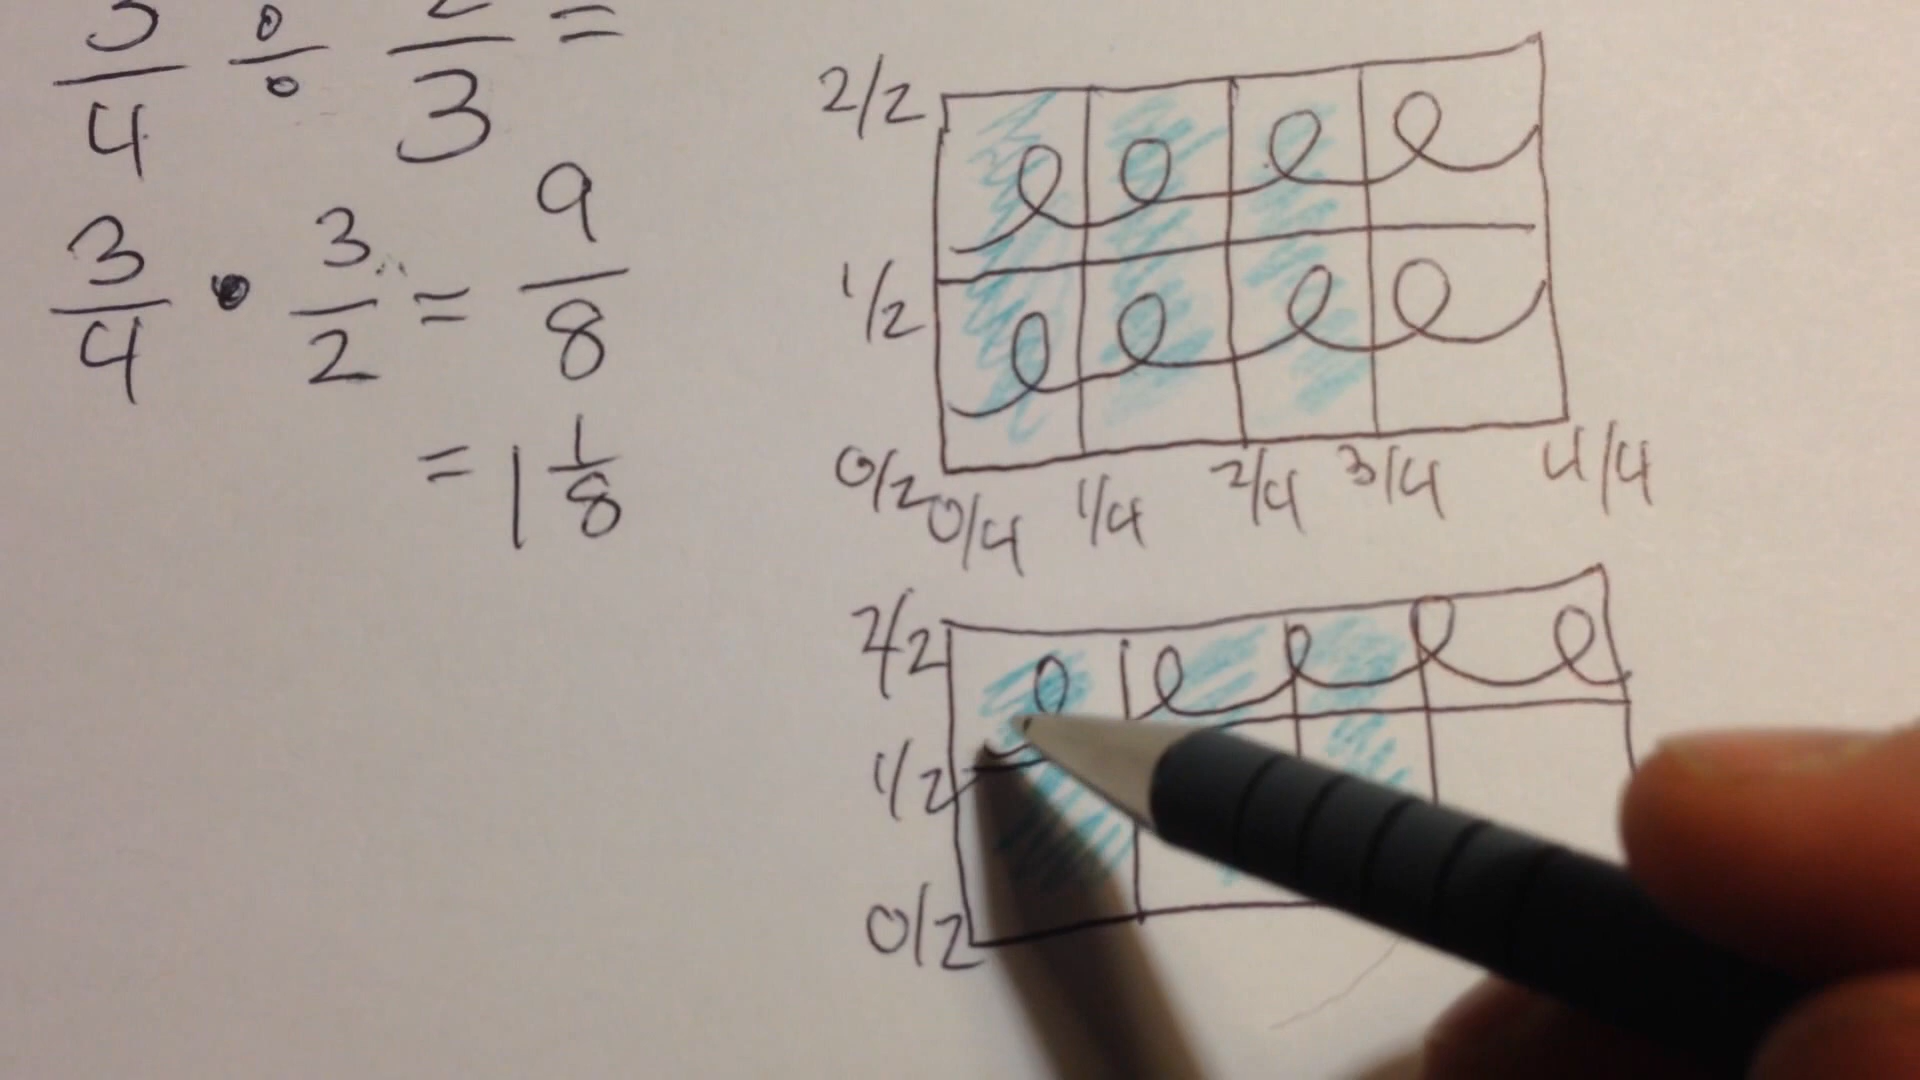 3/4 ÷ 2/3 =
3/4 • 3/2 = 9/8
= 1 1/8
2/2
1/2
0/2
0/4 1/4 2/4 3/4 4/4
2/2
1/2
0/2